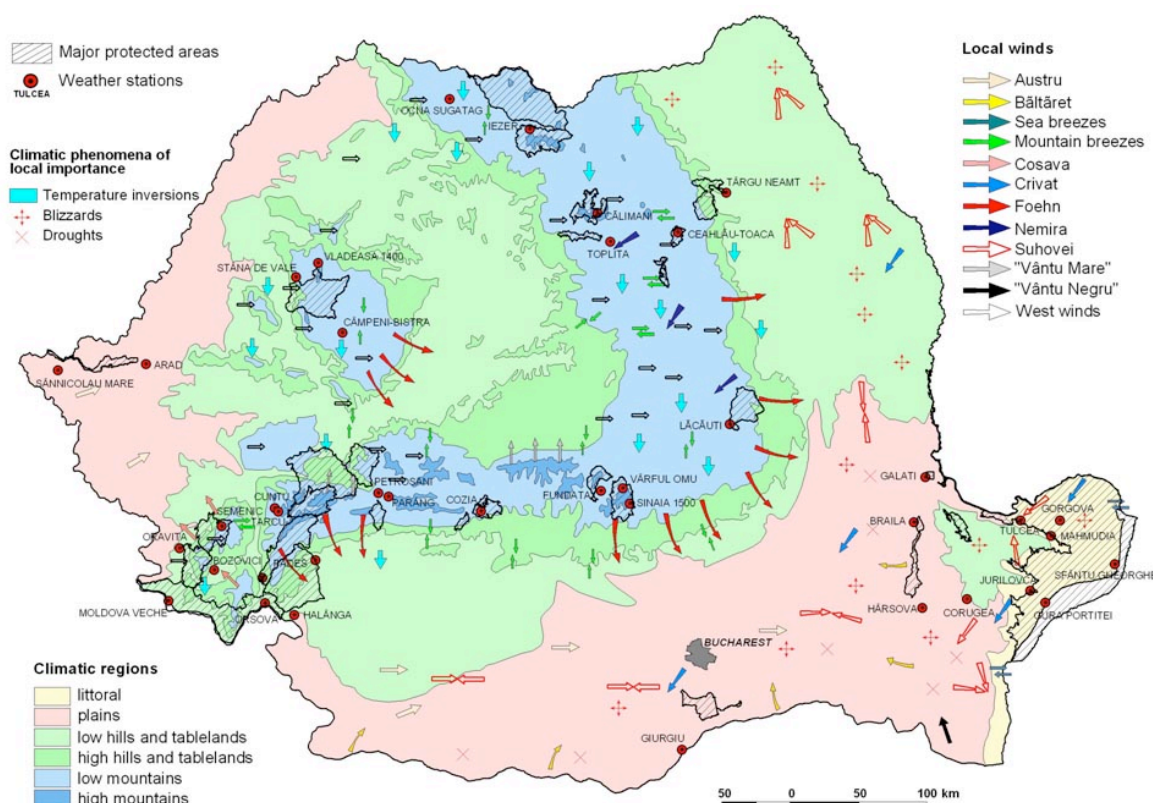 Major protected areas
Weather stations
TULCEA
Climatic phenomena of
local importance
Temperature inversions
Blizzards
Droughts
Local winds
Austru
Băltăreţ
Sea breezes
Mountain breezes
Cosava
Crivat
Foehn
Nemira
Suhovei
"Vântu Mare"
"Vântu Negru"
West winds
OCNA SUGATAG
IEZER
TÂRGU NEAMT
CĂLIMANI
CEAHLĂU-TOACA
TOPLITA
VLADEASA 1400
STÂNA DE VALE
CÂMPENI-BISTRA
ARAD
SÂNNICOLAU MARE
LĂCĂUTI
PETROSANI
PARÂNG
COZIA
FUNDATA
VÂRFUL OMU
SINAIA 1500
CUNTU
SEMENIC
TARCU
ORAVITA
BOZOVICI
PADES
MOLDOVA VECHE
ORSOVA
HALÂNGA
GALATI
BRAILA
TULCEA
GORGOVA
MAHMUDIA
SFÂNTU GHEORGHE
JURILOVCA
GURA PORTITEI
HÂRSOVA
CORUGEA
BUCHAREST
GIURGIU
Climatic regions
littoral
plains
low hills and tablelands
high hills and tablelands
low mountains
high mountains
50 0 50 100 km